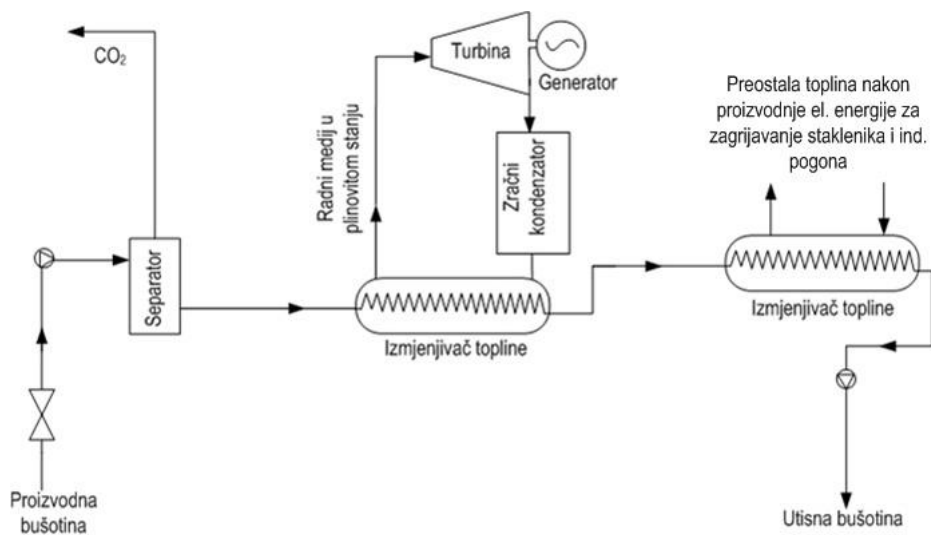 CO₂
Turbina
Generator
Preostala toplina nakon
proizvodnje el. energije za
zagrijavanje staklenika i ind.
pogona
Radni medij u
plinovitom stanju
Zračni
kondenzator
Separator
Izmjenjivač topline
Izmjenjivač topline
Proizvodna
bušotina
Utisna bušotina